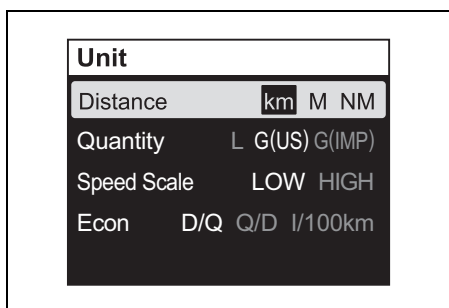 Unit
Distance km M NM
Quantity L G(US) G(IMP)
Speed Scale LOW HIGH
Econ D/Q Q/D l/100km